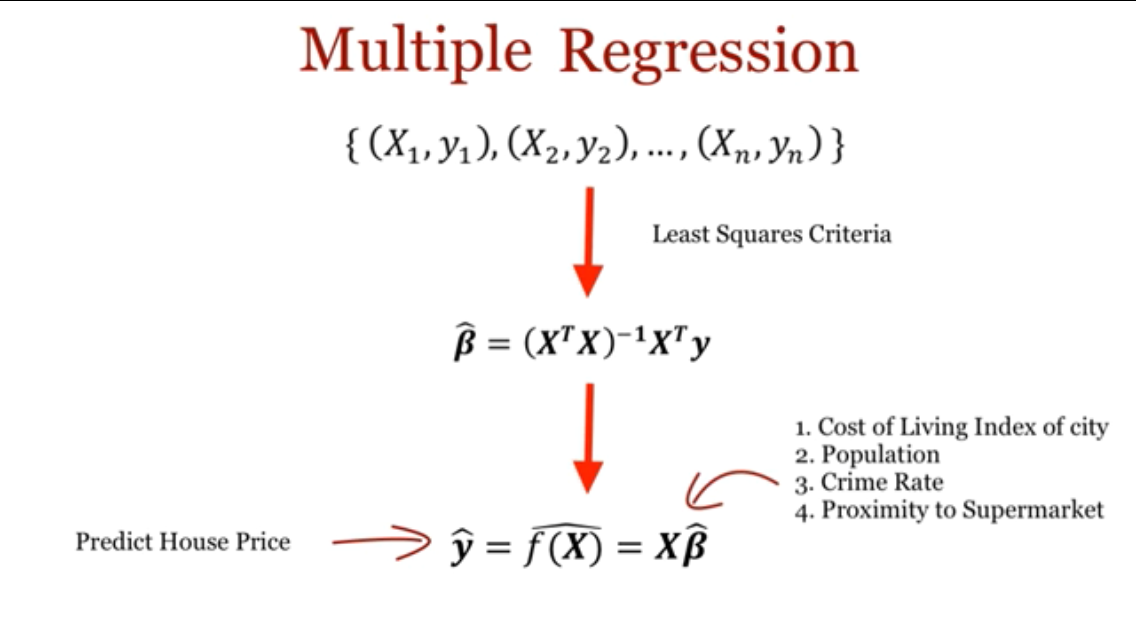 Multiple Regression
{ (X₁, y₁), (X₂, y₂), ... , (Xₙ, yₙ) }
Least Squares Criteria
β̂ = (XᵀX)⁻¹Xᵀy
1. Cost of Living Index of city
2. Population
3. Crime Rate
4. Proximity to Supermarket
Predict House Price
ŷ = f(X)̂ = Xβ̂